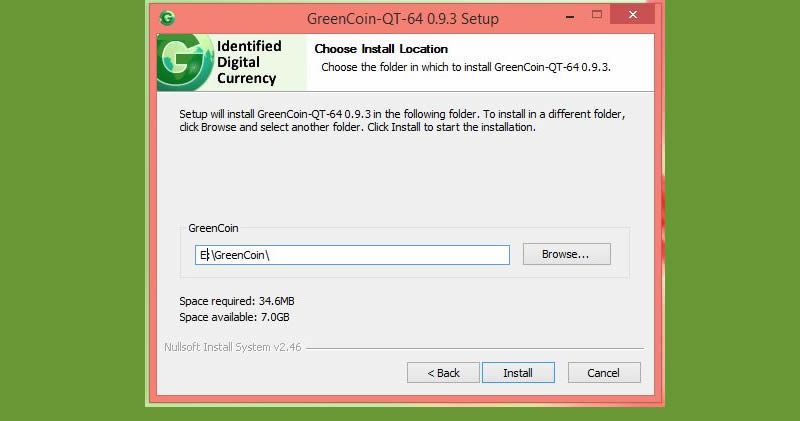 GreenCoin-QT-64 0.9.3 Setup
Identified
Digital
Currency
Choose Install Location
Choose the folder in which to install GreenCoin-QT-64 0.9.3.
Setup will install GreenCoin-QT-64 0.9.3 in the following folder. To install in a different folder,
click Browse and select another folder. Click Install to start the installation.
GreenCoin
E:\GreenCoin\
Browse...
Space required: 34.6MB
Space available: 7.0GB
Nullsoft Install System v2.46
< Back
Install
Cancel